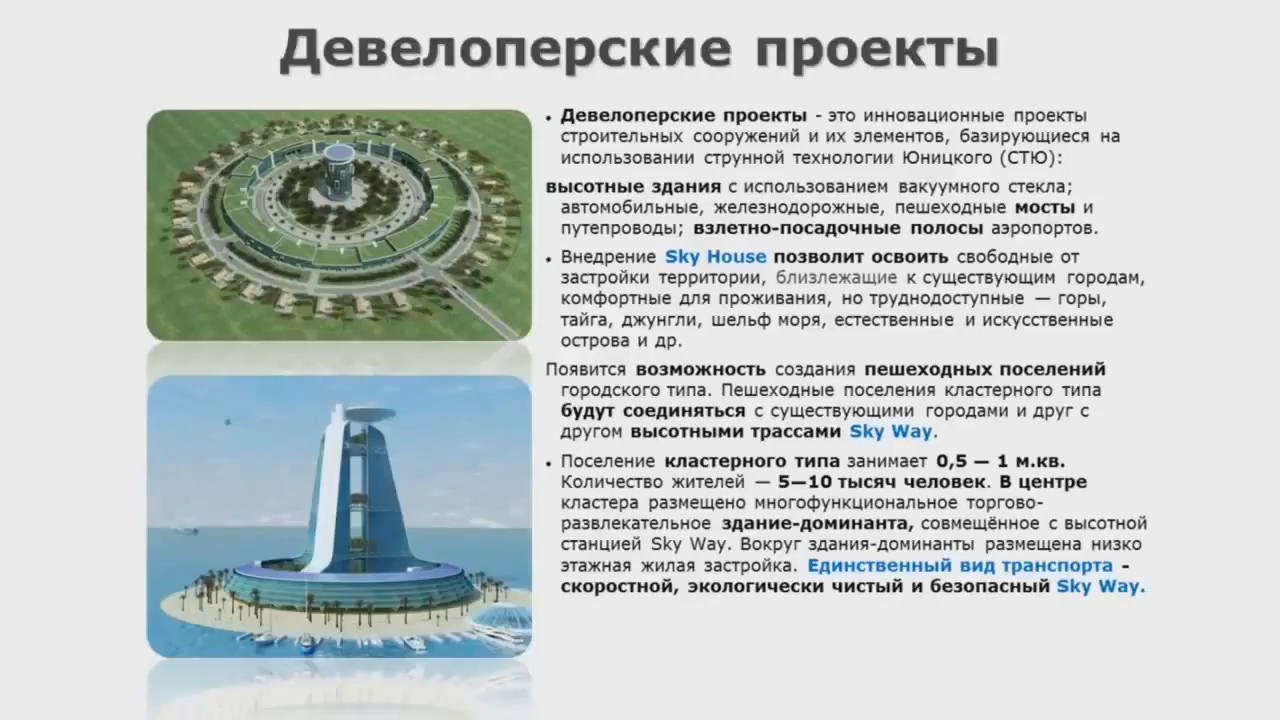 Девелоперские проекты
• Девелоперские проекты - это инновационные проекты
строительных сооружений и их элементов, базирующиеся на
использовании струнной технологии Юницкого (СТЮ):
высотные здания с использованием вакуумного стекла;
автомобильные, железнодорожные, пешеходные мосты и
путепроводы; взлетно-посадочные полосы аэропортов.
• Внедрение Sky House позволит освоить свободные от
застройки территории, близлежащие к существующим городам,
комфортные для проживания, но труднодоступные — горы,
тайга, джунгли, шельф моря, естественные и искусственные
острова и др.
Появится возможность создания пешеходных поселений
городского типа. Пешеходные поселения кластерного типа
будут соединяться с существующими городами и друг с
другом высотными трассами Sky Way.
• Поселение кластерного типа занимает 0,5 — 1 м.кв.
Количество жителей — 5—10 тысяч человек. В центре
кластера размещено многофункциональное торгово-
развлекательное здание-доминанта, совмещённое с высотной
станцией Sky Way. Вокруг здания-доминанты размещена низко
этажная жилая застройка. Единственный вид транспорта -
скоростной, экологически чистый и безопасный Sky Way.